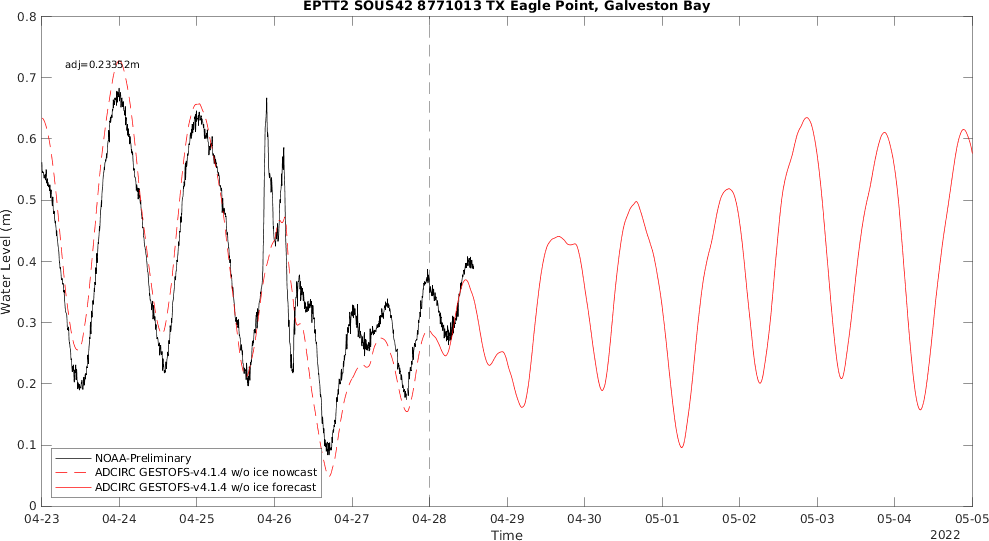 EPTT2 SOUS42 8771013 TX Eagle Point, Galveston Bay
0.8
0.7
0.6
0.5
0.4
0.3
0.2
0.1
0
Water Level (m)
adj=0.23352m
NOAA-Preliminary
ADCIRC GESTOFS-v4.1.4 w/o ice nowcast
ADCIRC GESTOFS-v4.1.4 w/o ice forecast
04-23 04-24 04-25 04-26 04-27 04-28 04-29 04-30 05-01 05-02 05-03 05-04 05-05
Time
2022